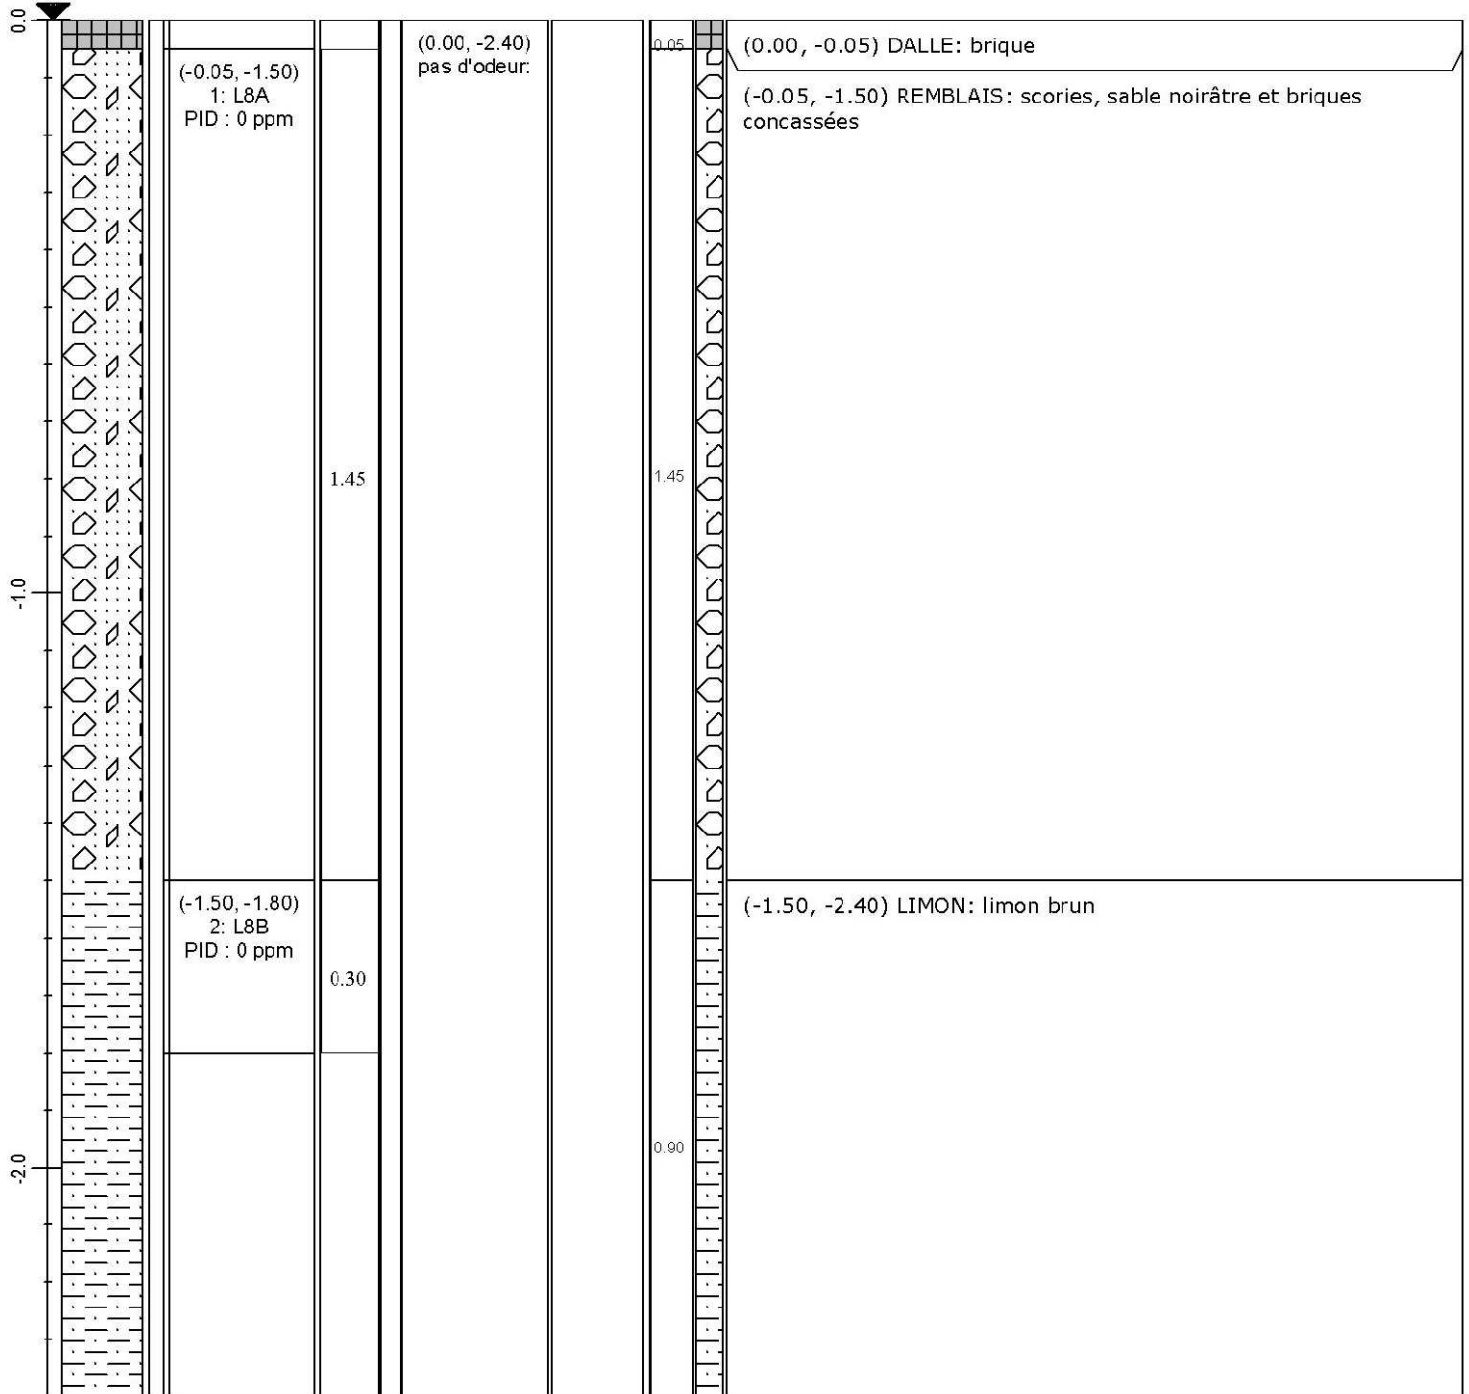 0.0
(-0.05, -1.50)
1: L8A
PID : 0 ppm
(0.00, -2.40)
pas d'odeur:
0.05
(0.00, -0.05) DALLE: brique
(-0.05, -1.50) REMBLAIS: scories, sable noirâtre et briques
concassées
1.45
1.45
-1.0
(-1.50, -1.80)
2: L8B
PID : 0 ppm
0.30
(-1.50, -2.40) LIMON: limon brun
0.90
-2.0